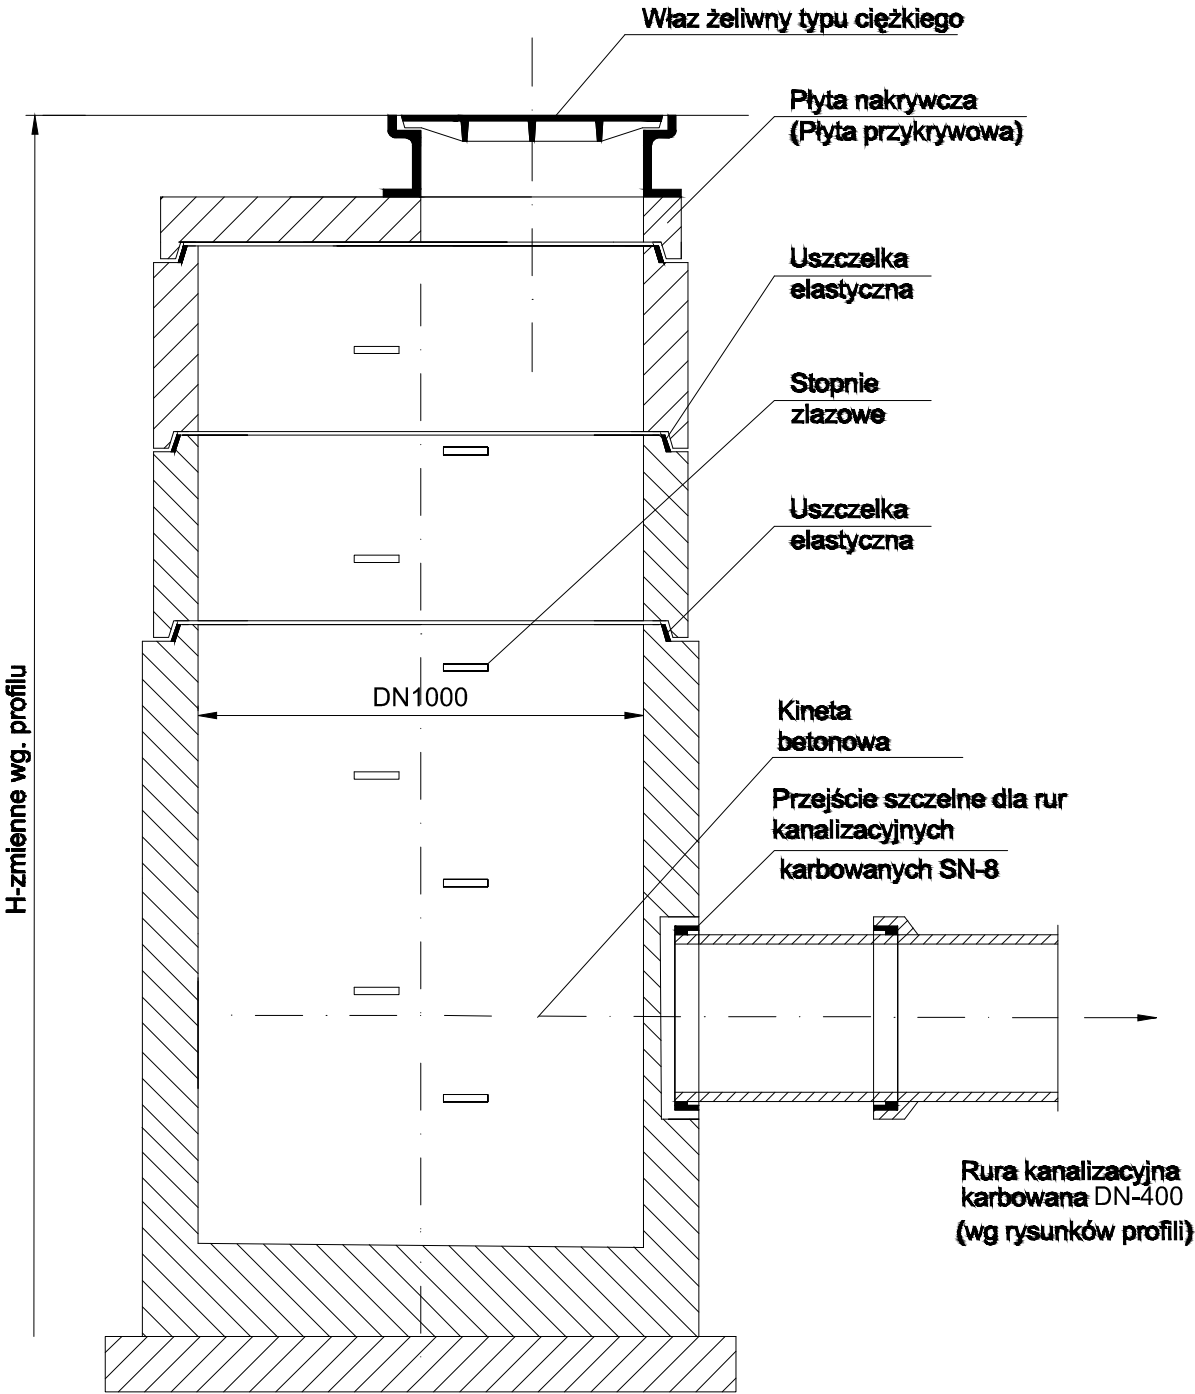 Właz żeliwny typu ciężkiego
Płyta nakrywcza
(Płyta przykrywowa)
Uszczelka
elastyczna
Stopnie
złazowe
Uszczelka
elastyczna
DN1000
H-zmienne wg. profilu
Kineta
betonowa
Przejście szczelne dla rur
kanalizacyjnych
karbowanych SN-8
Rura kanalizacyjna
karbowana DN-400
(wg rysunków profili)